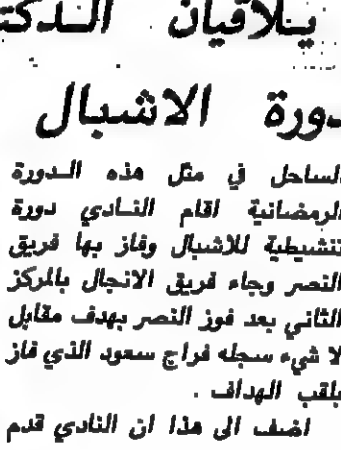 يلاقيان الدكت
دورة الاشبال
الساحل في مثل هذه الدورة
الرمضانية اقام النادي دورة
تنشيطية للاشبال وفاز بها فريق
النصر وجاء فريق الانجال بالمركز
الثاني بعد فوز النصر بهدف مقابل
لا شيء سجله فراج سعود الذي فاز
بلقب الهداف .
اضف الى هذا ان النادي قدم